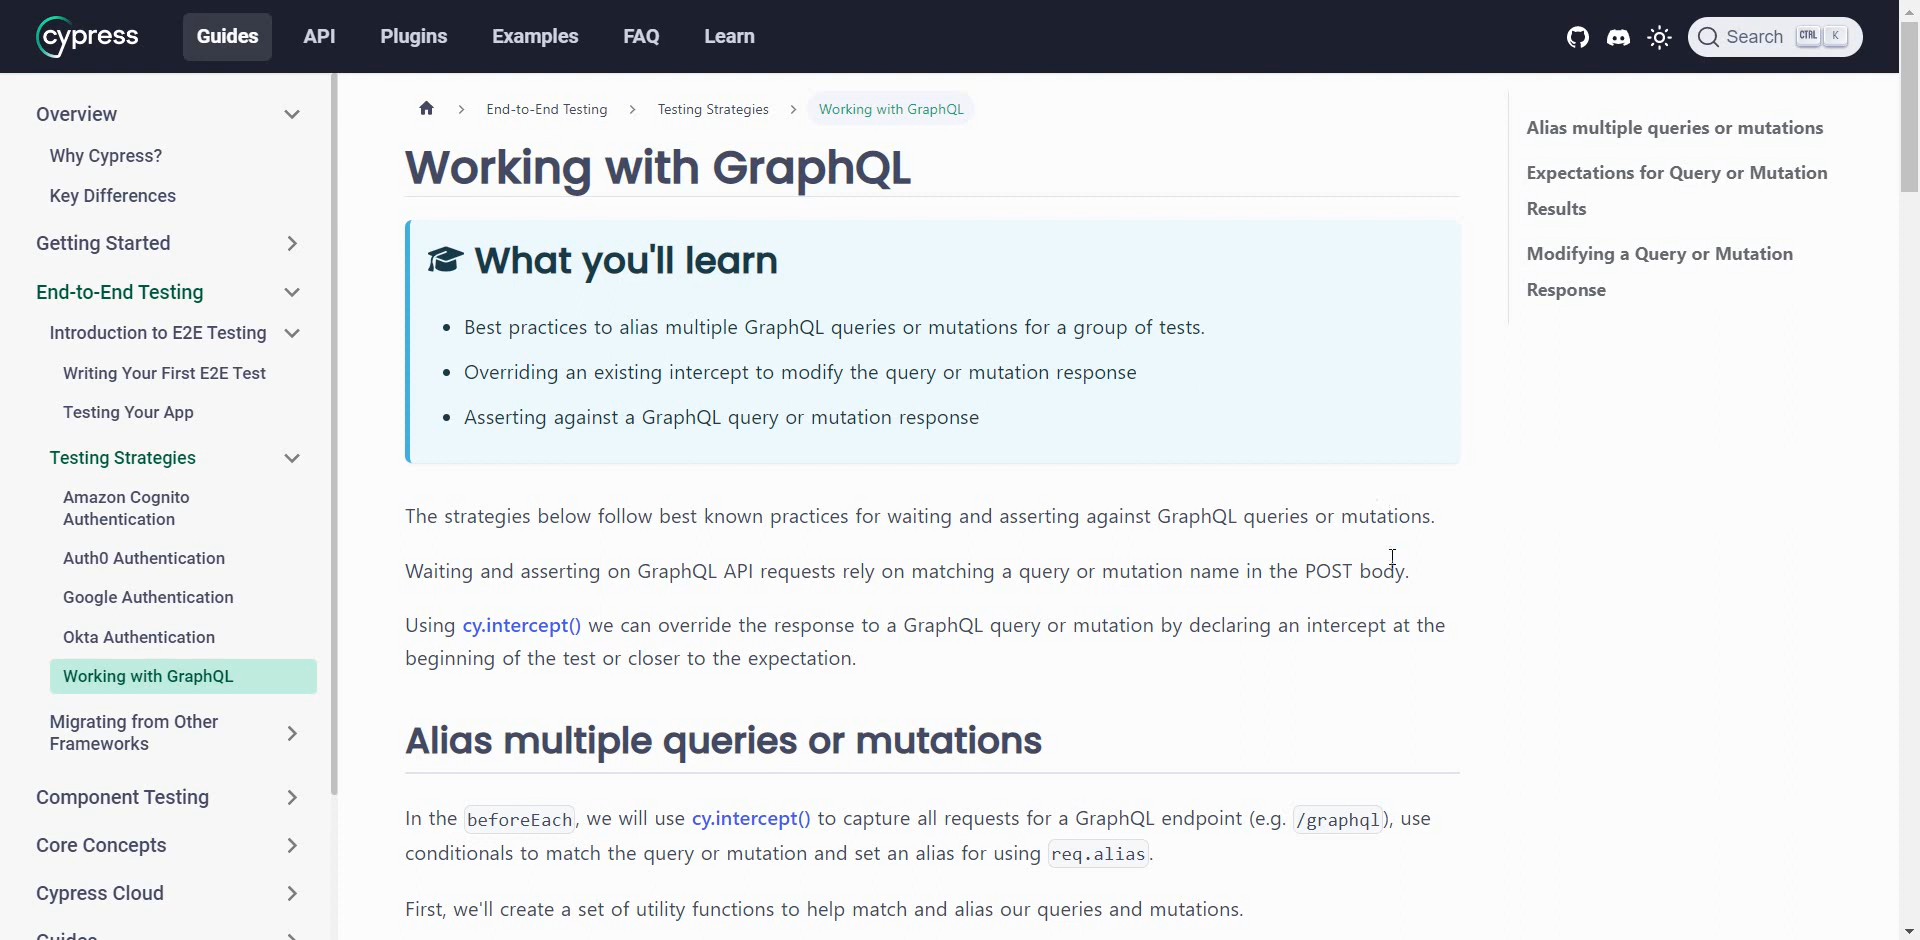 cypress
Guides
API
Plugins
Examples
FAQ
Learn
Search
CTRL
K
Overview
Why Cypress?
Key Differences
Getting Started
End-to-End Testing
Introduction to E2E Testing
Writing Your First E2E Test
Testing Your App
Testing Strategies
Amazon Cognito
Authentication
Auth0 Authentication
Google Authentication
Okta Authentication
Working with GraphQL
Migrating from Other
Frameworks
Component Testing
Core Concepts
Cypress Cloud
Guides
End-to-End Testing
Testing Strategies
Working with GraphQL
Working with GraphQL
What you'll learn
Best practices to alias multiple GraphQL queries or mutations for a group of tests.
Overriding an existing intercept to modify the query or mutation response
Asserting against a GraphQL query or mutation response
The strategies below follow best known practices for waiting and asserting against GraphQL queries or mutations.
Waiting and asserting on GraphQL API requests rely on matching a query or mutation name in the POST body.
Using cy.intercept() we can override the response to a GraphQL query or mutation by declaring an intercept at the
beginning of the test or closer to the expectation.
Alias multiple queries or mutations
In the beforeEach, we will use cy.intercept() to capture all requests for a GraphQL endpoint (e.g. /graphql), use
conditionals to match the query or mutation and set an alias for using req.alias.
First, we'll create a set of utility functions to help match and alias our queries and mutations.
Alias multiple queries or mutations
Expectations for Query or Mutation
Results
Modifying a Query or Mutation
Response